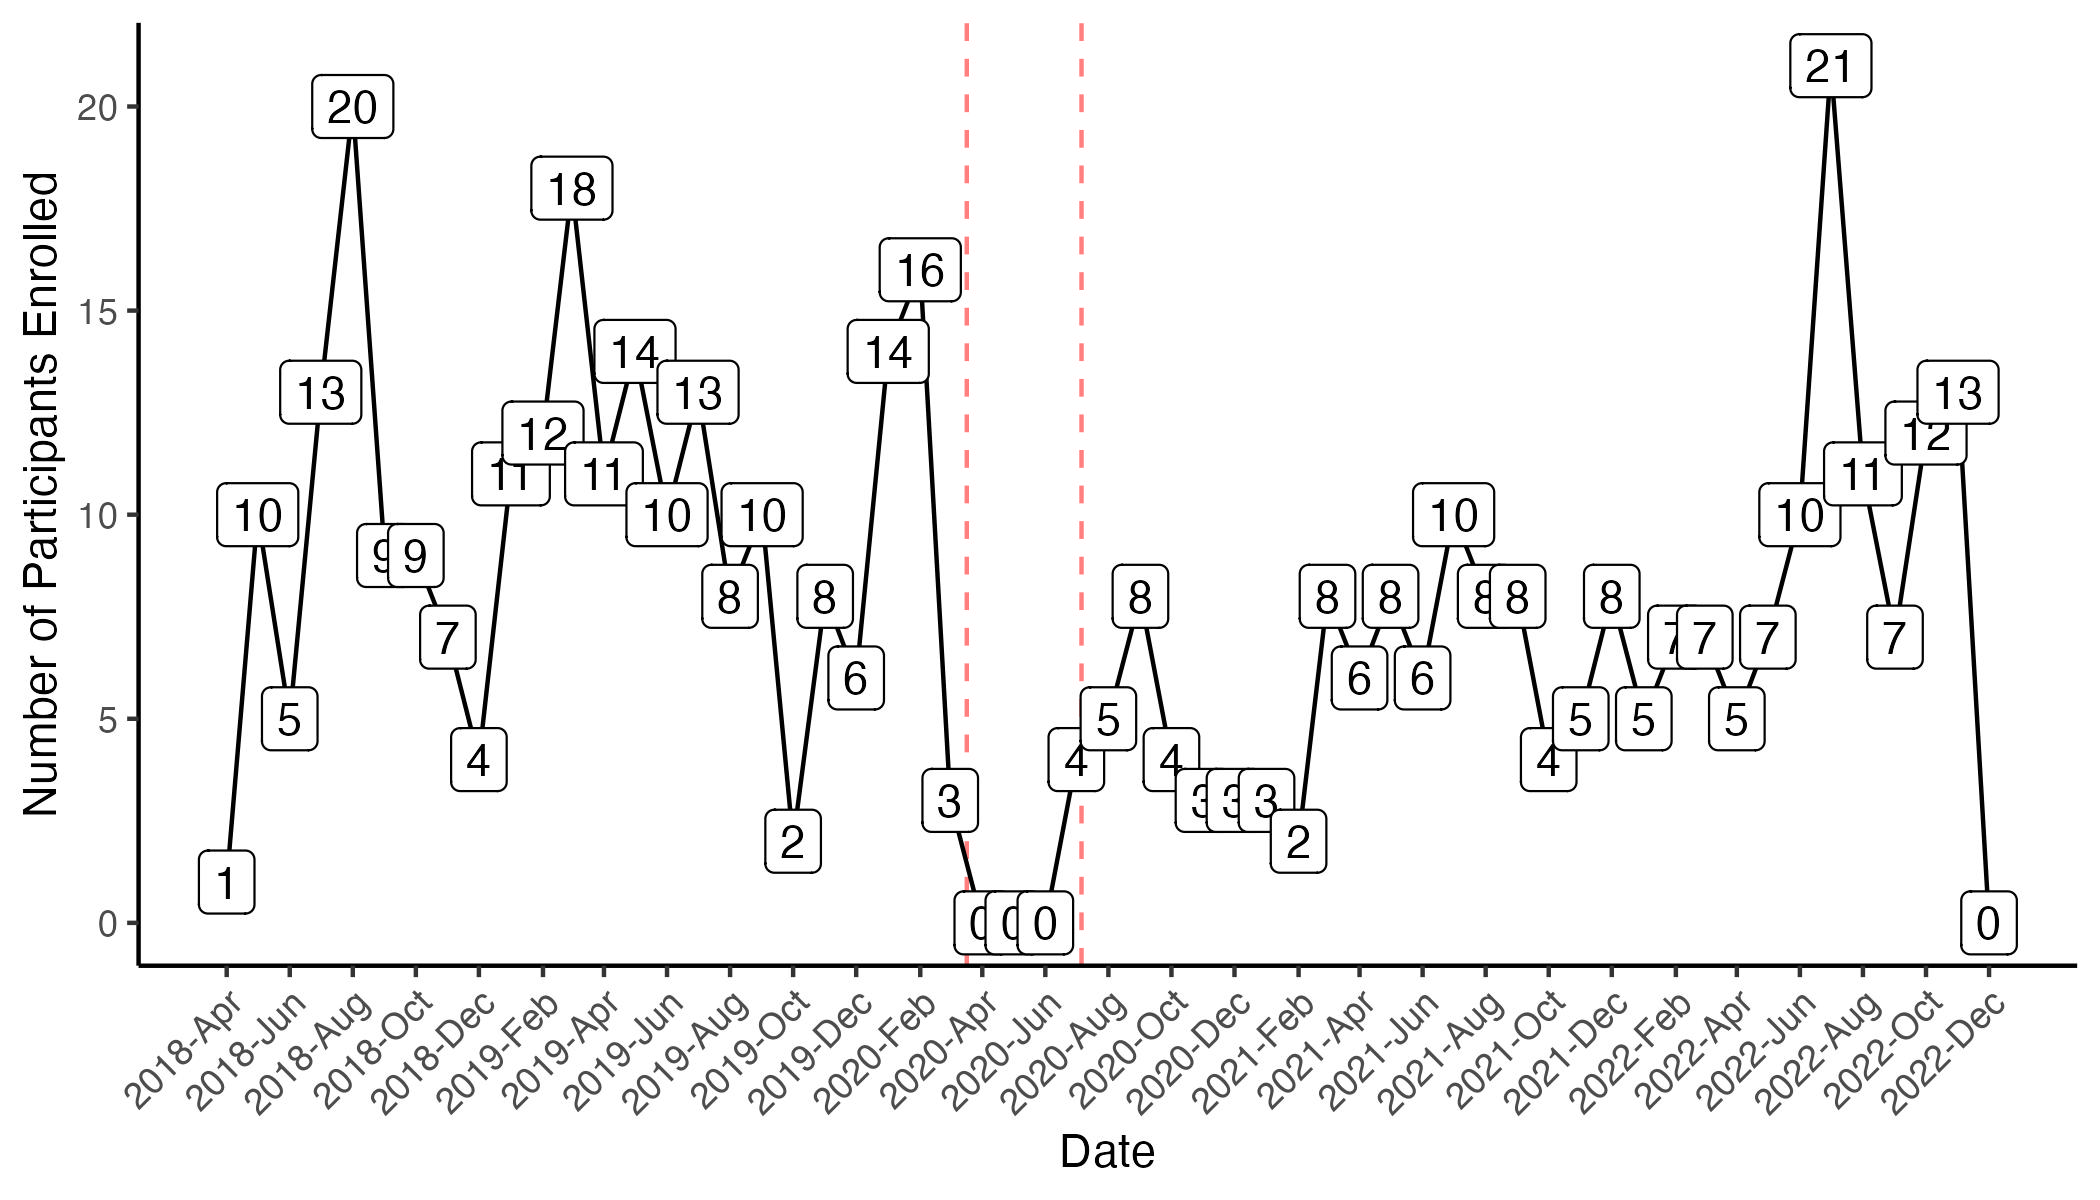 Number of Participants Enrolled
20
15
10
5
0
1
10
5
13
20
9
9
7
4
11
12
18
11
14
10
13
8
10
2
8
6
14
16
3
0
0
0
4
5
8
4
3
3
3
2
8
6
8
6
10
8
8
4
5
8
5
7
7
5
7
10
21
11
7
12
13
0
2018-Apr
2018-Jun
2018-Aug
2018-Oct
2018-Dec
2019-Feb
2019-Apr
2019-Jun
2019-Aug
2019-Oct
2019-Dec
2020-Feb
2020-Apr
2020-Jun
2020-Aug
2020-Oct
2020-Dec
2021-Feb
2021-Apr
2021-Jun
2021-Aug
2021-Oct
2021-Dec
2022-Feb
2022-Apr
2022-Jun
2022-Aug
2022-Oct
2022-Dec
Date